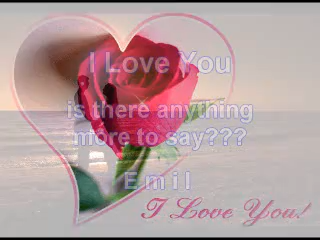 I Love You
is there anything
more to say???
E m i l
I Love You!